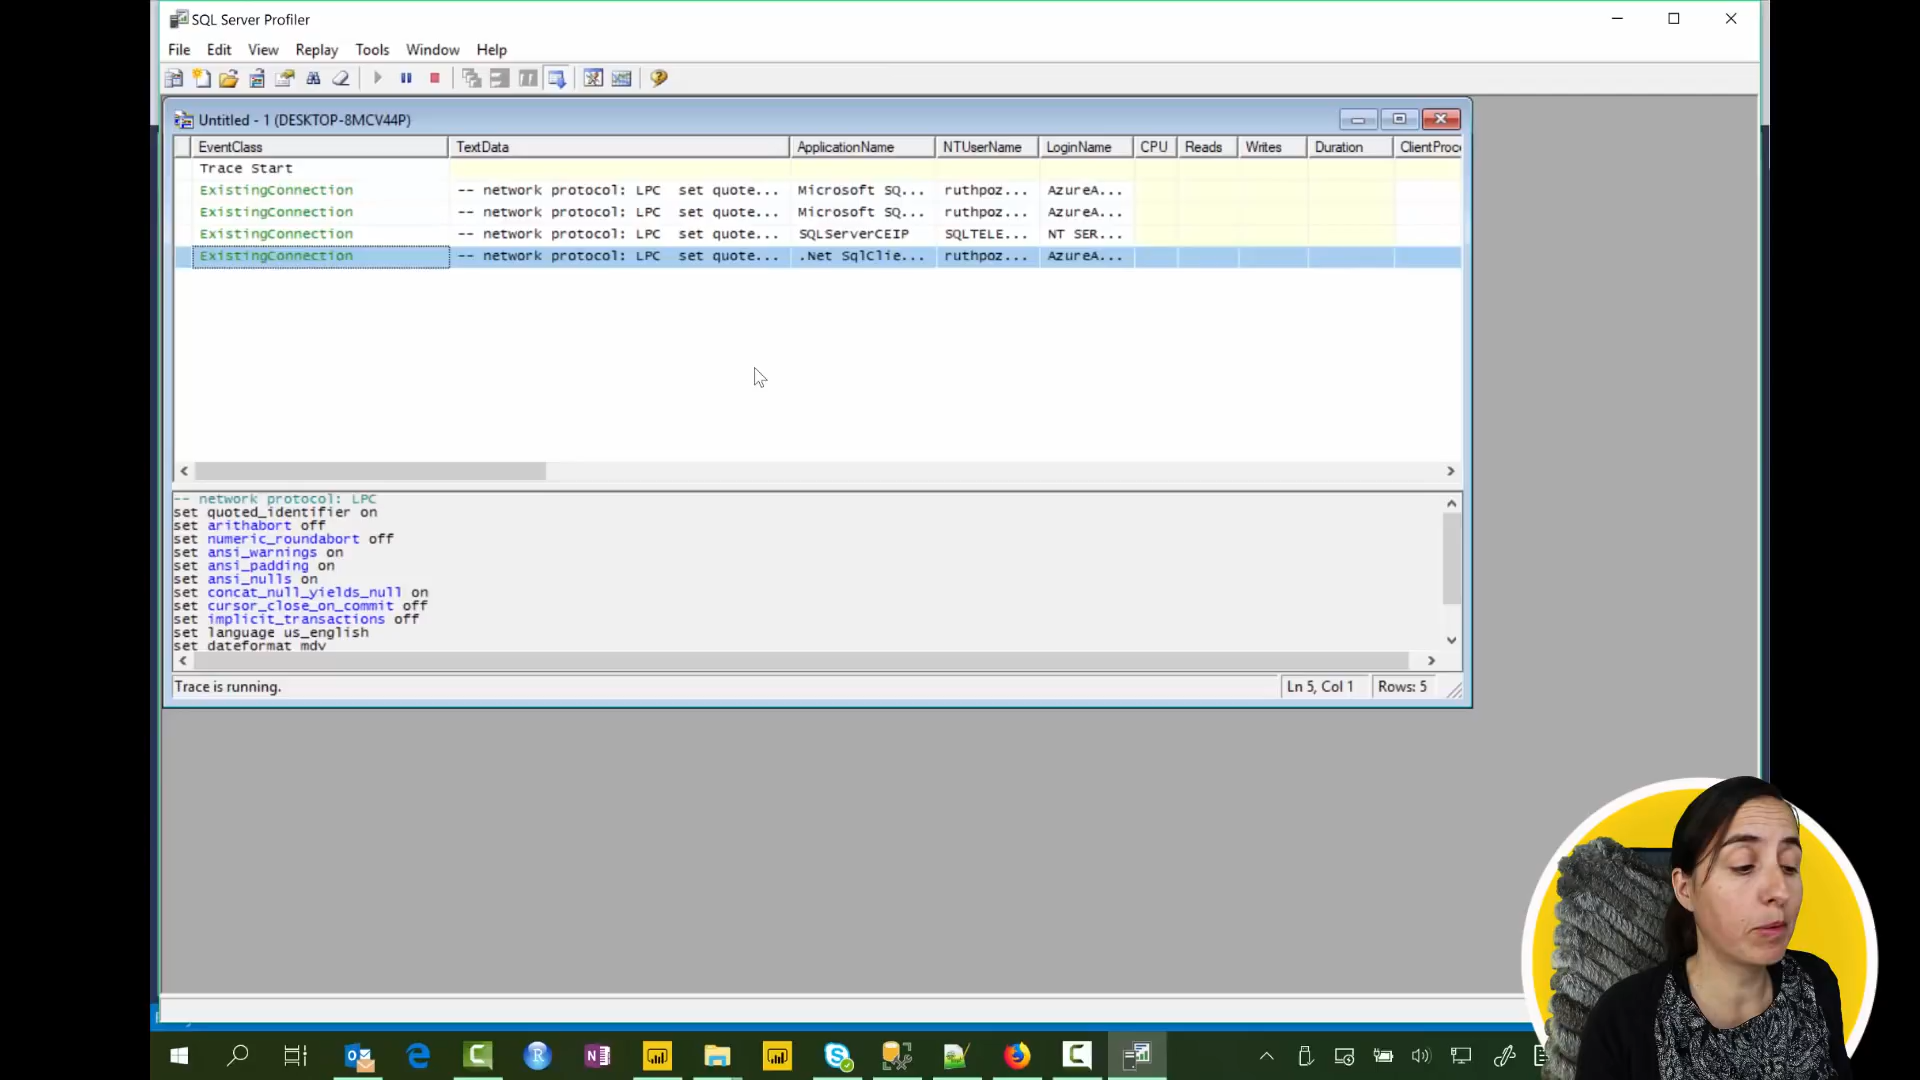 SQL Server Profiler
File Edit View Replay Tools Window Help
Untitled - 1 (DESKTOP-8MCV44P)
EventClass TextData ApplicationName NTUserName LoginName CPU Reads Writes Duration ClientProc
Trace Start
ExistingConnection -- network protocol: LPC set quote... Microsoft SQ... ruthpoz... AzureA...
ExistingConnection -- network protocol: LPC set quote... Microsoft SQ... ruthpoz... AzureA...
ExistingConnection -- network protocol: LPC set quote... SQLServerCEIP SQLTELE... NT SER...
ExistingConnection -- network protocol: LPC set quote... .Net SqlClie... ruthpoz... AzureA...
-- network protocol: LPC
set quoted_identifier on
set arithabort off
set numeric_roundabort off
set ansi_warnings on
set ansi_padding on
set ansi_nulls on
set concat_null_yields_null on
set cursor_close_on_commit off
set implicit_transactions off
set language us_english
set dateformat mdy
Trace is running.
Ln 5, Col 1 Rows: 5